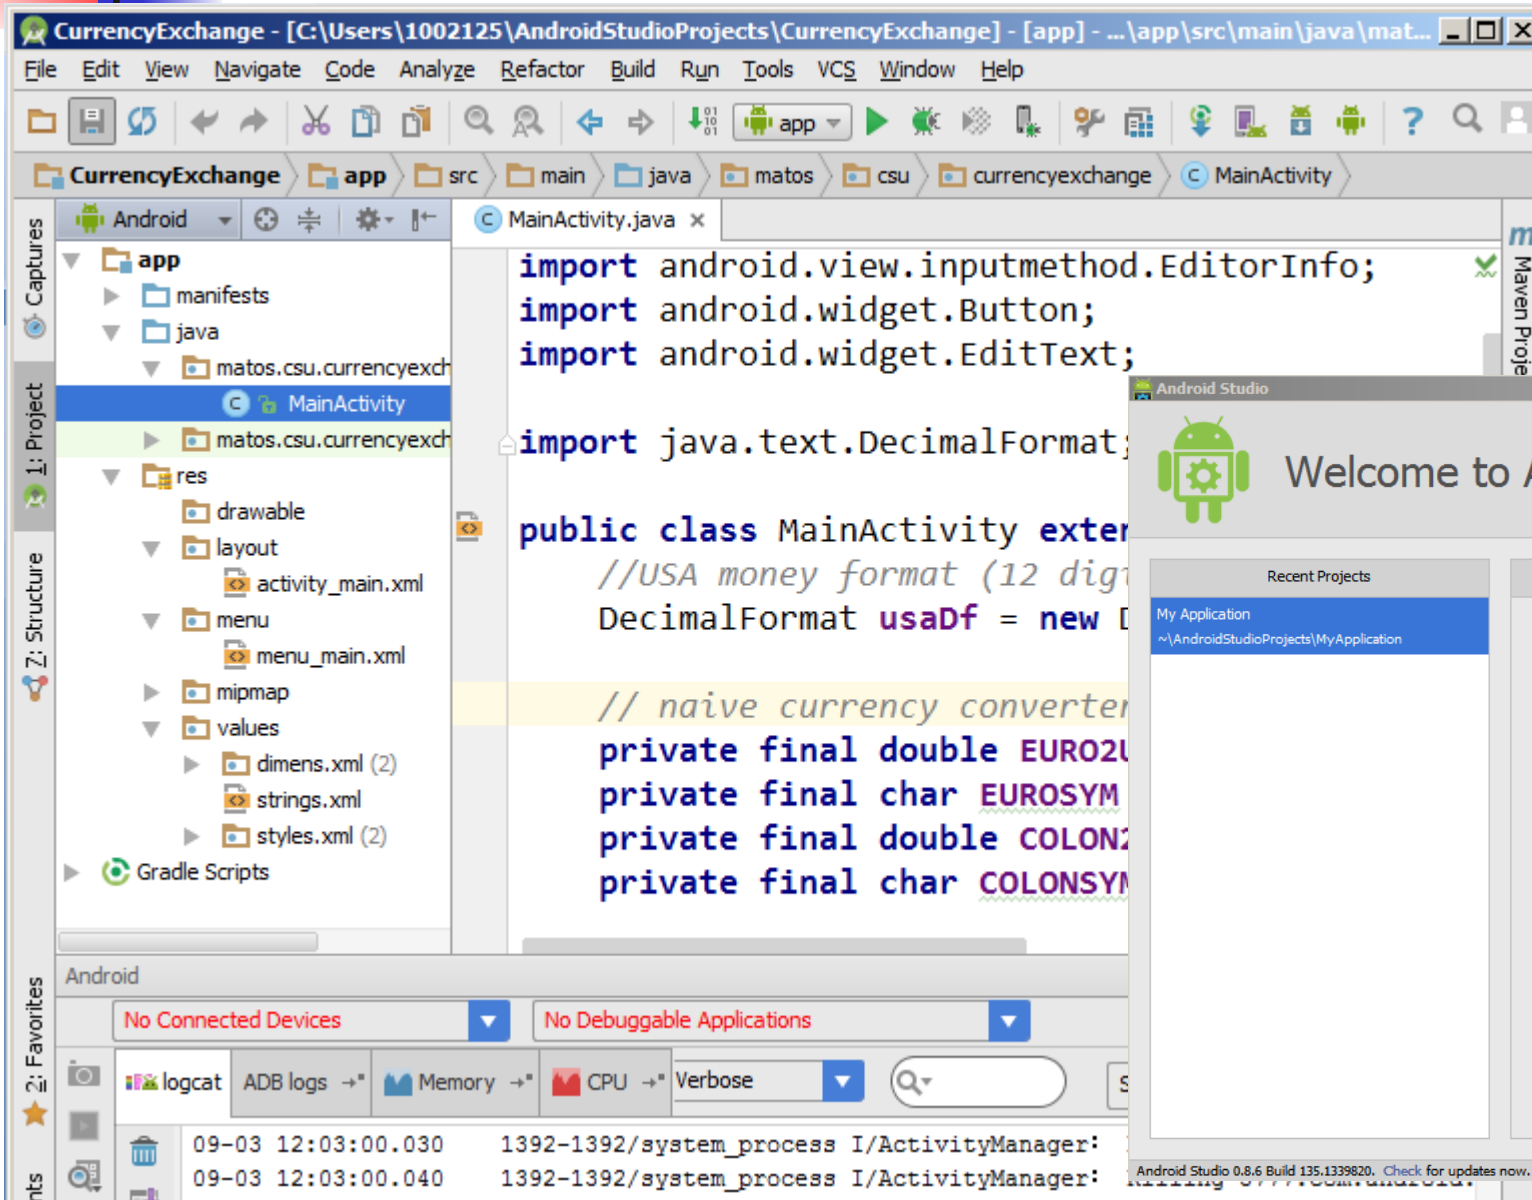 CurrencyExchange - [C:\Users\1002125\AndroidStudioProjects\CurrencyExchange] - [app] - ...\app\src\main\java\mat...
File Edit View Navigate Code Analyze Refactor Build Run Tools VCS Window Help
app
CurrencyExchange app src main java matos csu currencyexchange MainActivity
Captures
1: Project
7: Structure
2: Favorites
Android
app
manifests
java
matos.csu.currencyexch
MainActivity
matos.csu.currencyexch
res
drawable
layout
activity_main.xml
menu
menu_main.xml
mipmap
values
dimens.xml (2)
strings.xml
styles.xml (2)
Gradle Scripts
MainActivity.java
import android.view.inputmethod.EditorInfo;
import android.widget.Button;
import android.widget.EditText;
import java.text.DecimalFormat;
public class MainActivity exter
//USA money format (12 dig
DecimalFormat usaDf = new D
// naive currency converter
private final double EURO2U
private final char EUROSYM
private final double COLON2
private final char COLONSYM
Maven Proje
Android Studio
Welcome to A
Recent Projects
My Application
~\AndroidStudioProjects\MyApplication
Android Studio 0.8.6 Build 135.1339820. Check for updates now.
Android
No Connected Devices No Debuggable Applications
logcat ADB logs Memory CPU Verbose
09-03 12:03:00.030 1392-1392/system_process I/ActivityManager:
09-03 12:03:00.040 1392-1392/system_process I/ActivityManager: